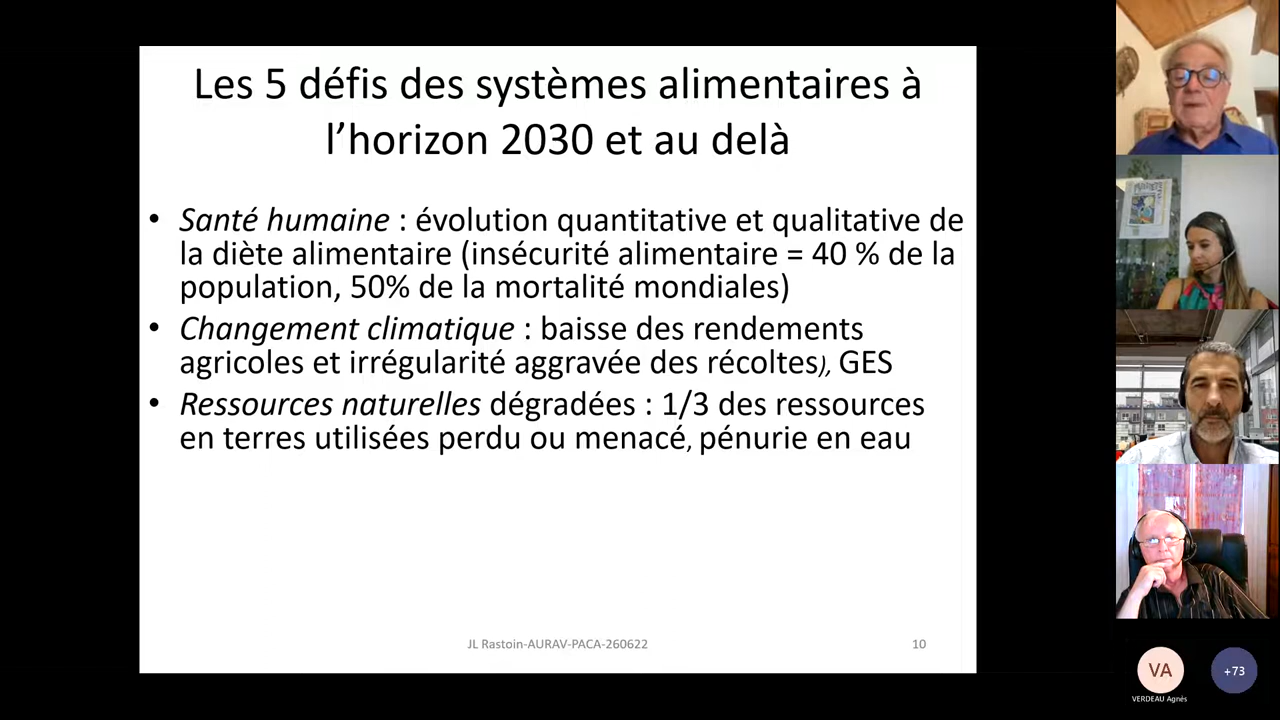 Les 5 défis des systèmes alimentaires à
l’horizon 2030 et au delà
• Santé humaine : évolution quantitative et qualitative de
la diète alimentaire (insécurité alimentaire = 40 % de la
population, 50% de la mortalité mondiales)
• Changement climatique : baisse des rendements
agricoles et irrégularité aggravée des récoltes), GES
• Ressources naturelles dégradées : 1/3 des ressources
en terres utilisées perdu ou menacé, pénurie en eau
JL Rastoin-AURAV-PACA-260622
10
VA
VERDEAU Agnès
+73